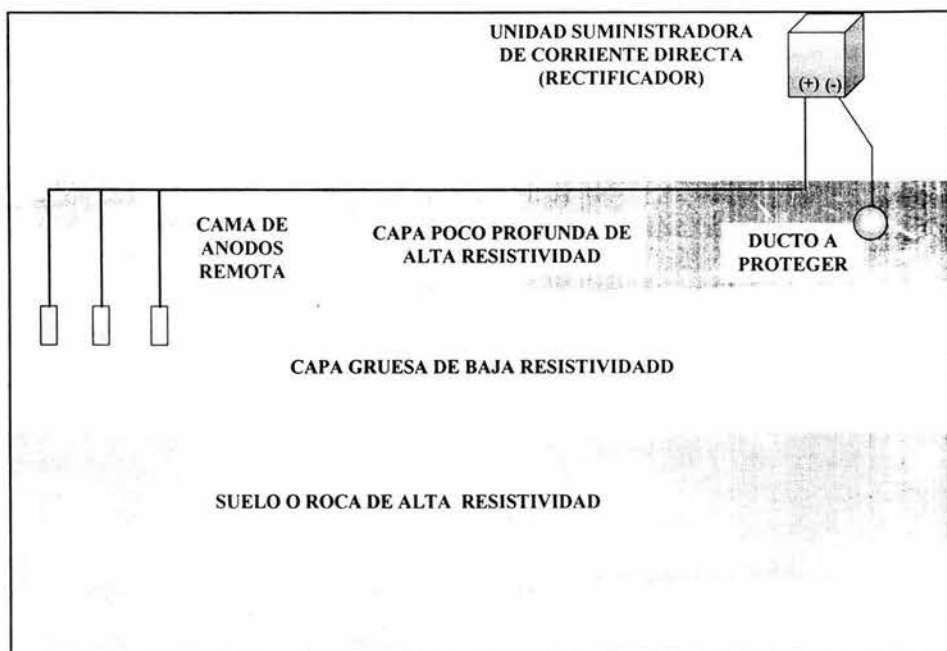 UNIDAD SUMINISTRADORA
DE CORRIENTE DIRECTA
(RECTIFICADOR)
(+) (-)
CAMA DE
ANODOS
REMOTA
CAPA POCO PROFUNDA DE
ALTA RESISTIVIDAD
DUCTO A
PROTEGER
CAPA GRUESA DE BAJA RESISTIVIDADD
SUELO O ROCA DE ALTA RESISTIVIDAD